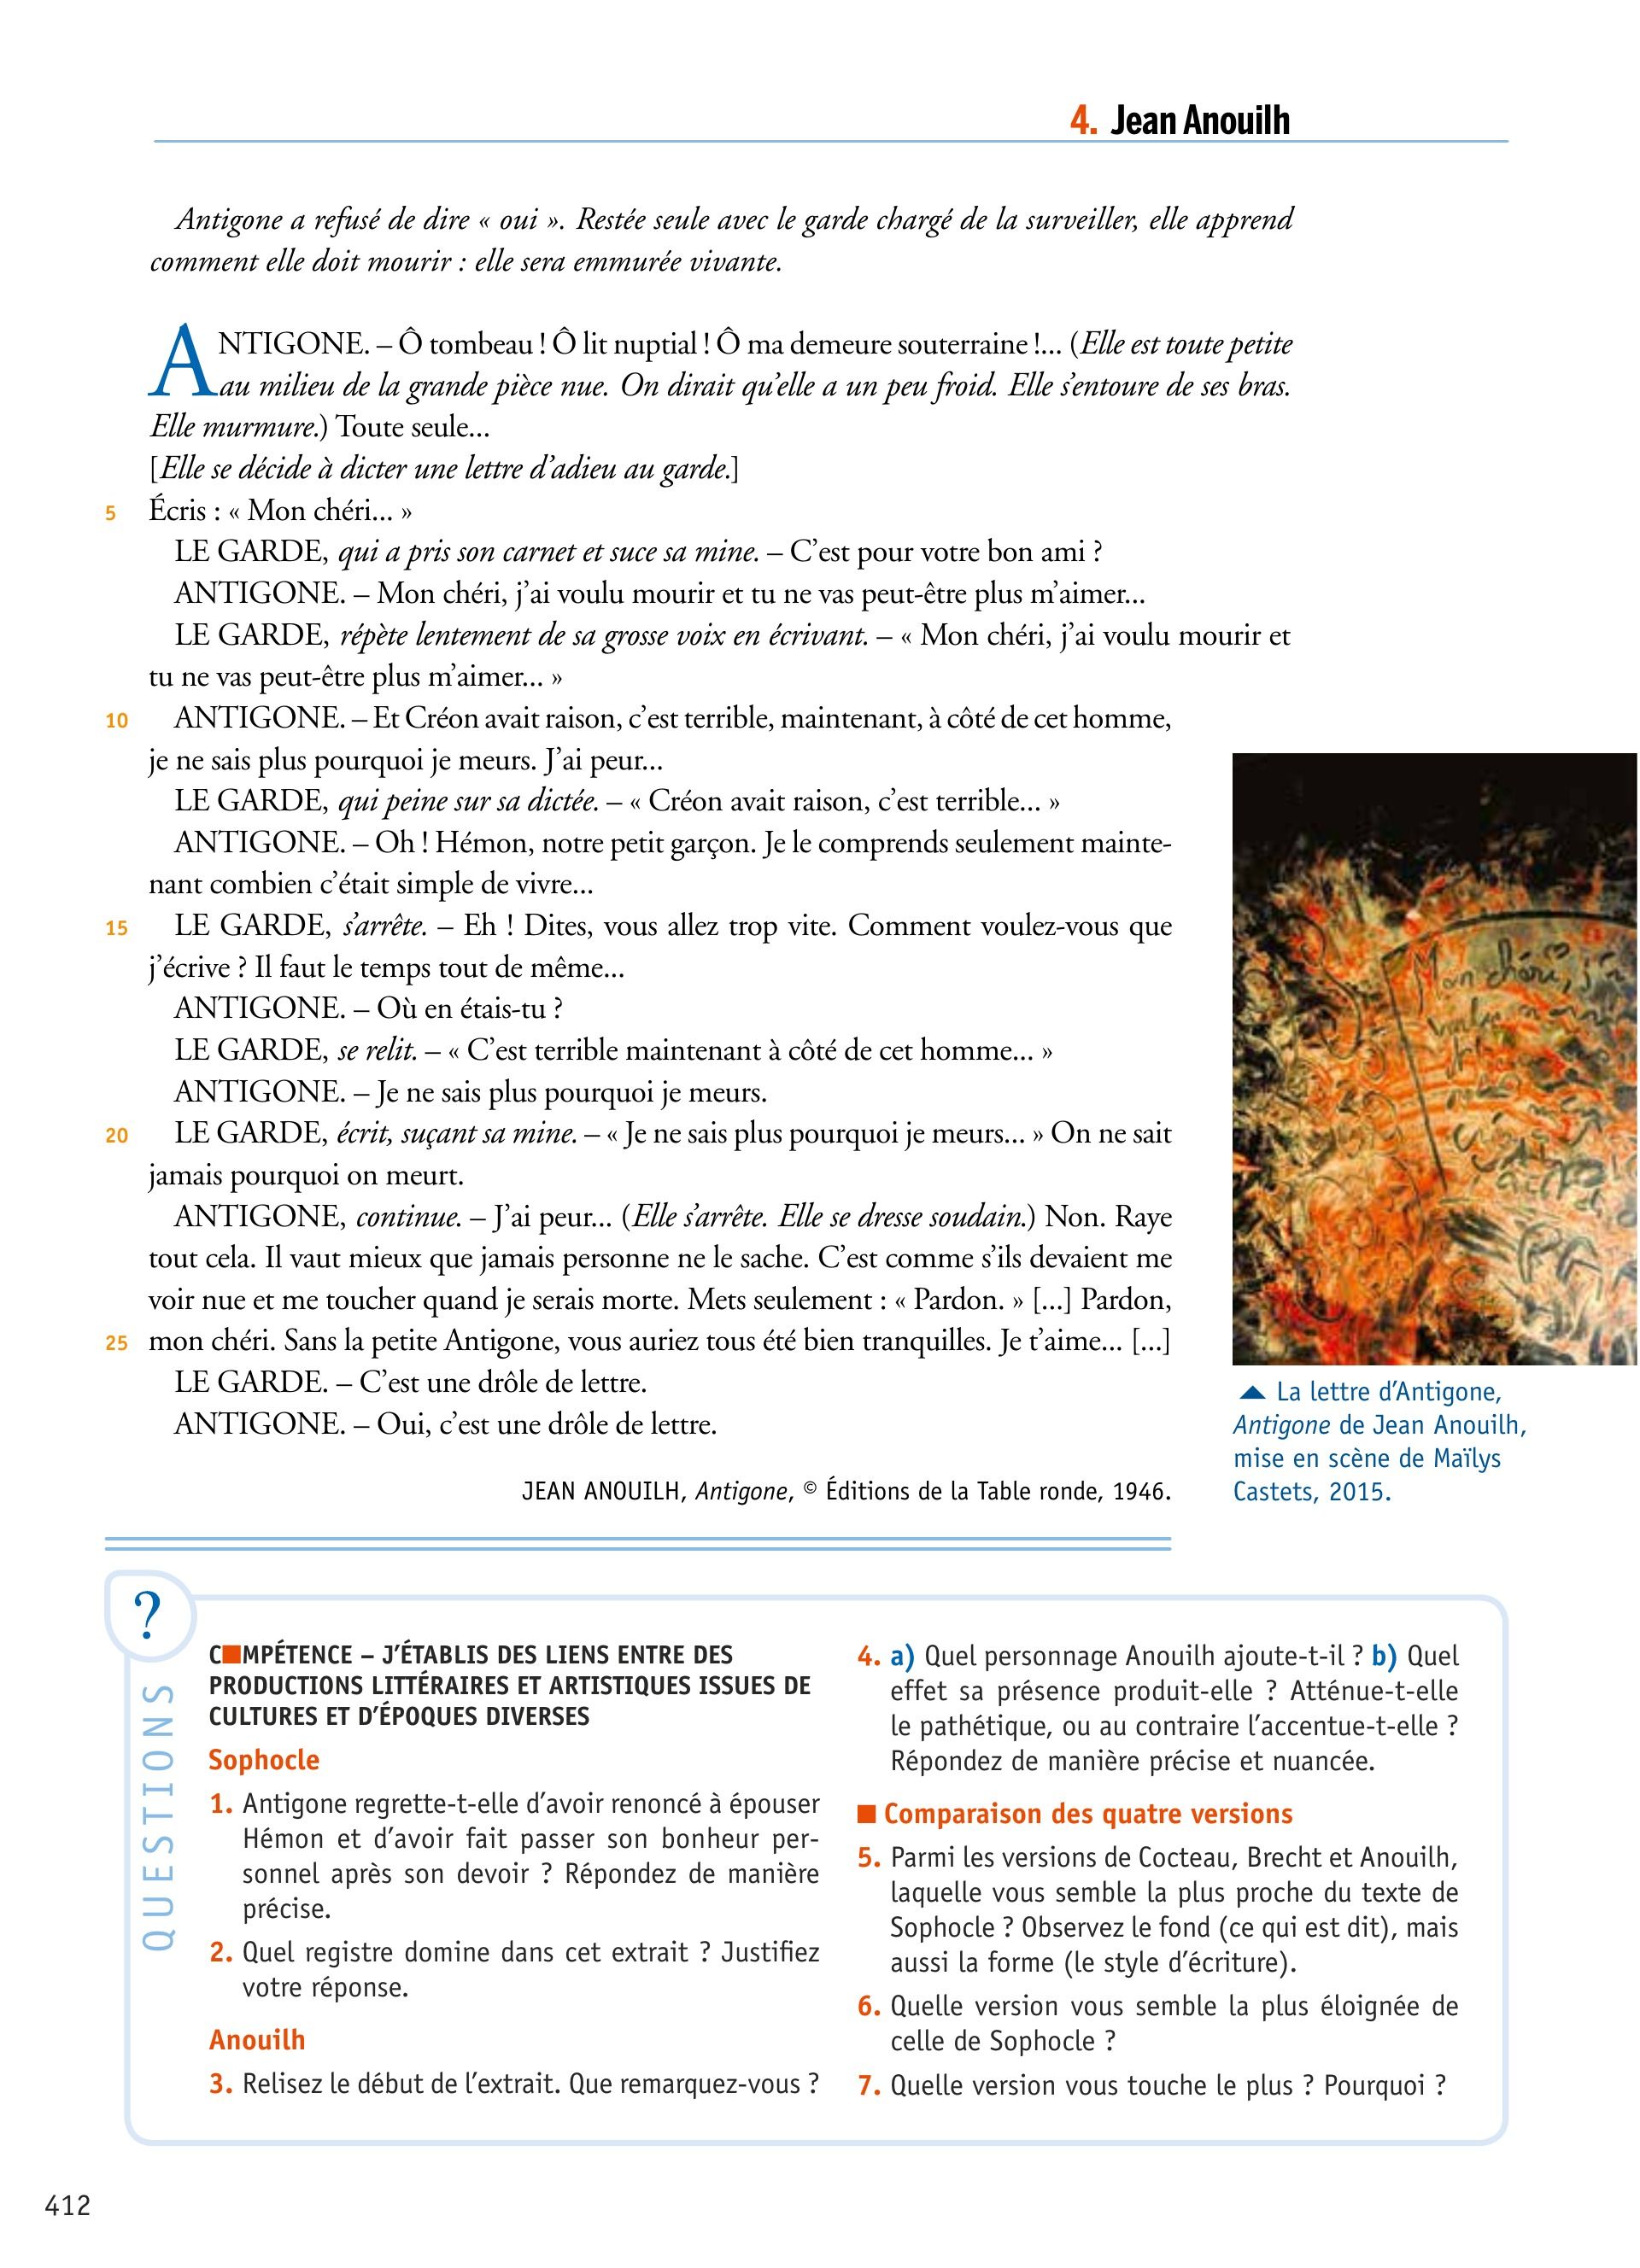 4. Jean Anouilh
Antigone a refusé de dire « oui ». Restée seule avec le garde chargé de la surveiller, elle apprend
comment elle doit mourir : elle sera emmurée vivante.
ANTIGONE. – Ô tombeau ! Ô lit nuptial ! Ô ma demeure souterraine !... (Elle est toute petite
au milieu de la grande pièce nue. On dirait qu’elle a un peu froid. Elle s’entoure de ses bras.
Elle murmure.) Toute seule...
[Elle se décide à dicter une lettre d’adieu au garde.]
5 Écris : « Mon chéri... »
LE GARDE, qui a pris son carnet et suce sa mine. – C’est pour votre bon ami ?
ANTIGONE. – Mon chéri, j’ai voulu mourir et tu ne vas peut-être plus m’aimer...
LE GARDE, répète lentement de sa grosse voix en écrivant. – « Mon chéri, j’ai voulu mourir et
tu ne vas peut-être plus m’aimer... »
10 ANTIGONE. – Et Créon avait raison, c’est terrible, maintenant, à côté de cet homme,
je ne sais plus pourquoi je meurs. J’ai peur...
LE GARDE, qui peine sur sa dictée. – « Créon avait raison, c’est terrible... »
ANTIGONE. – Oh ! Hémon, notre petit garçon. Je le comprends seulement mainte-
nant combien c’était simple de vivre...
15 LE GARDE, s’arrête. – Eh ! Dites, vous allez trop vite. Comment voulez-vous que
j’écrive ? Il faut le temps tout de même...
ANTIGONE. – Où en étais-tu ?
LE GARDE, se relit. – « C’est terrible maintenant à côté de cet homme... »
ANTIGONE. – Je ne sais plus pourquoi je meurs.
20 LE GARDE, écrit, suçant sa mine. – « Je ne sais plus pourquoi je meurs... » On ne sait
jamais pourquoi on meurt.
ANTIGONE, continue. – J’ai peur... (Elle s’arrête. Elle se dresse soudain.) Non. Raye
tout cela. Il vaut mieux que jamais personne ne le sache. C’est comme s’ils devaient me
voir nue et me toucher quand je serais morte. Mets seulement : « Pardon. » [...] Pardon,
25 mon chéri. Sans la petite Antigone, vous auriez tous été bien tranquilles. Je t’aime... [...]
LE GARDE. – C’est une drôle de lettre.
ANTIGONE. – Oui, c’est une drôle de lettre.
JEAN ANOUILH, Antigone, © Éditions de la Table ronde, 1946.
Mon chéri, j'a
▲ La lettre d’Antigone,
Antigone de Jean Anouilh,
mise en scène de Maïlys
Castets, 2015.
?
QUESTIONS
C■MPÉTENCE – J’ÉTABLIS DES LIENS ENTRE DES
PRODUCTIONS LITTÉRAIRES ET ARTISTIQUES ISSUES DE
CULTURES ET D’ÉPOQUES DIVERSES
Sophocle
1. Antigone regrette-t-elle d’avoir renoncé à épouser
Hémon et d’avoir fait passer son bonheur per-
sonnel après son devoir ? Répondez de manière
précise.
2. Quel registre domine dans cet extrait ? Justifiez
votre réponse.
Anouilh
3. Relisez le début de l’extrait. Que remarquez-vous ?
4. a) Quel personnage Anouilh ajoute-t-il ? b) Quel
effet sa présence produit-elle ? Atténue-t-elle
le pathétique, ou au contraire l’accentue-t-elle ?
Répondez de manière précise et nuancée.
■ Comparaison des quatre versions
5. Parmi les versions de Cocteau, Brecht et Anouilh,
laquelle vous semble la plus proche du texte de
Sophocle ? Observez le fond (ce qui est dit), mais
aussi la forme (le style d’écriture).
6. Quelle version vous semble la plus éloignée de
celle de Sophocle ?
7. Quelle version vous touche le plus ? Pourquoi ?
412